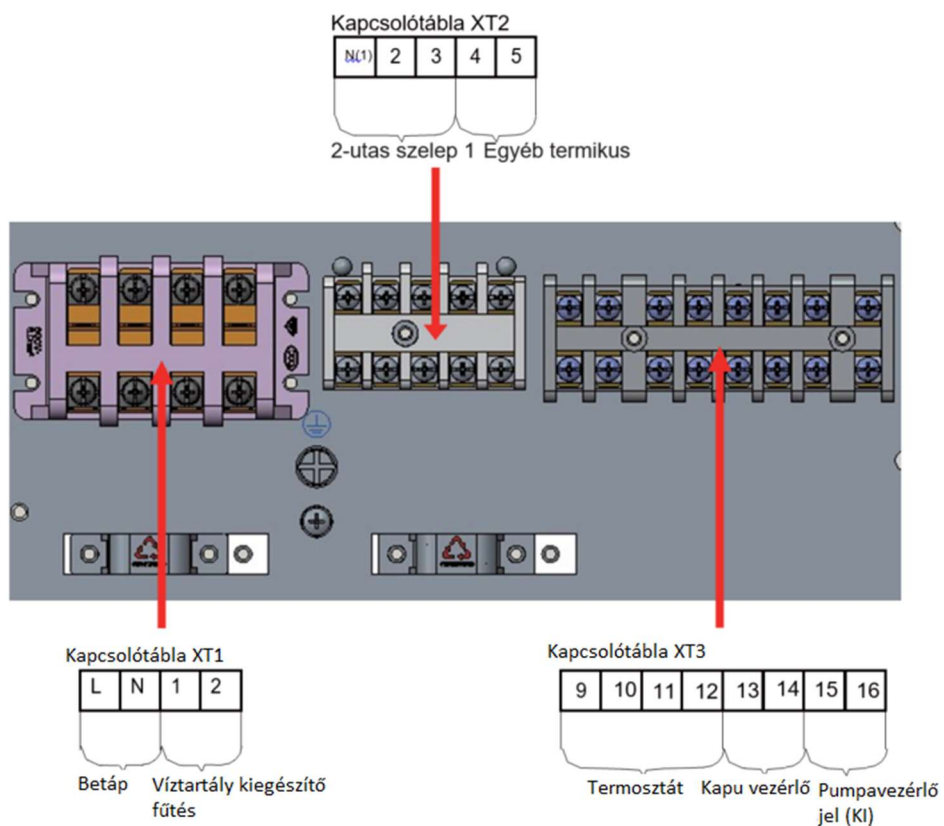 Kapcsolótábla XT2
N(1) 2 3 4 5
2-utas szelep 1 Egyéb termikus
Kapcsolótábla XT1
L N 1 2
Betáp Víztartály kiegészítő
fűtés
Kapcsolótábla XT3
9 10 11 12 13 14 15 16
Termosztát Kapu vezérlő Pumpavezérlő
jel (KI)